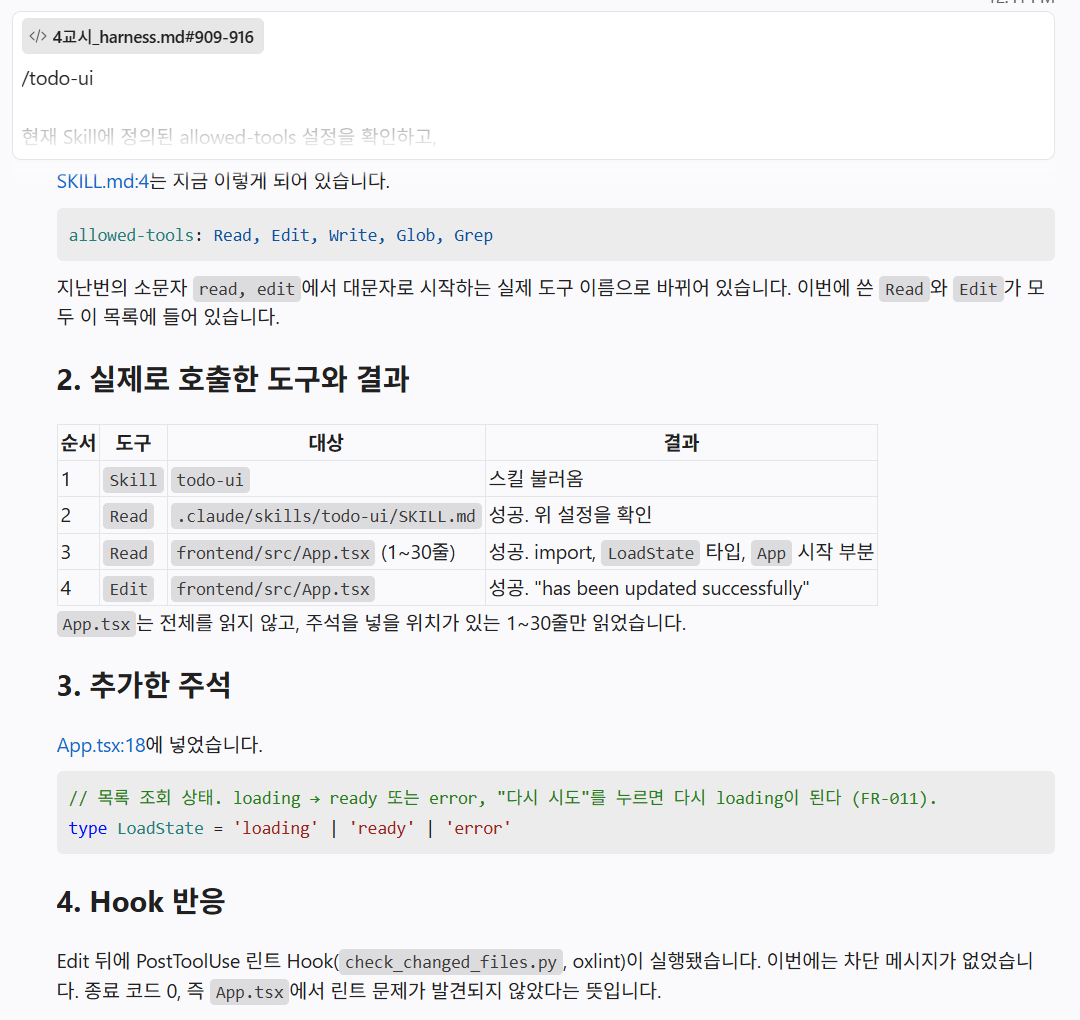 </> 4교시_harness.md#909-916
/todo-ui
현재 Skill에 정의된 allowed-tools 설정을 확인하고,
SKILL.md:4는 지금 이렇게 되어 있습니다.
allowed-tools: Read, Edit, Write, Glob, Grep
지난번의 소문자 read, edit에서 대문자로 시작하는 실제 도구 이름으로 바뀌어 있습니다. 이번에 쓴 Read와 Edit가 모
두 이 목록에 들어 있습니다.
2. 실제로 호출한 도구와 결과
순서 도구 대상 결과
1 Skill todo-ui 스킬 불러옴
2 Read .claude/skills/todo-ui/SKILL.md 성공. 위 설정을 확인
3 Read frontend/src/App.tsx (1~30줄) 성공. import, LoadState 타입, App 시작 부분
4 Edit frontend/src/App.tsx 성공. "has been updated successfully"
App.tsx는 전체를 읽지 않고, 주석을 넣을 위치가 있는 1~30줄만 읽었습니다.
3. 추가한 주석
App.tsx:18에 넣었습니다.
// 목록 조회 상태. loading → ready 또는 error, "다시 시도"를 누르면 다시 loading이 된다 (FR-011).
type LoadState = 'loading' | 'ready' | 'error'
4. Hook 반응
Edit 뒤에 PostToolUse 린트 Hook(check_changed_files.py, oxlint)이 실행됐습니다. 이번에는 차단 메시지가 없었습니
다. 종료 코드 0, 즉 App.tsx에서 린트 문제가 발견되지 않았다는 뜻입니다.